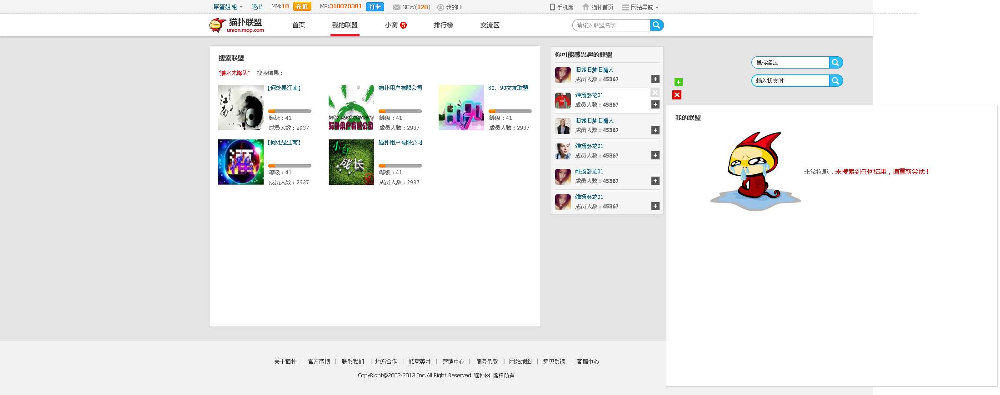 屎蛋姐姐 退出 MM:10 充值 MP:318070381 打卡 NEW(120) 我的Hi 手机版 猫扑首页 网站导航
猫扑联盟
union.mop.com
首页 我的联盟 小窝 5 排行榜 交流区 请输入联盟名字
搜索联盟
“灌水先鋒队” 搜索结果：
【何处是江南】
江南
等级：41
成员人数：2937
猫扑用户有限公司
MOP user company
猫扑用户有限公司
等级：41
成员人数：2937
80、90交友联盟
等级：41
成员人数：2937
【何处是江南】
等级：41
成员人数：2937
猫扑用户有限公司
成长
等级：41
成员人数：2937
你可能感兴趣的联盟
旧城旧梦旧情人
成员人数：45367
维扬卧龙01
成员人数：45367
旧城旧梦旧情人
成员人数：45367
维扬卧龙01
成员人数：45367
维扬卧龙01
成员人数：45367
维扬卧龙01
成员人数：45367
鼠标经过
输入状态时
我的联盟
非常抱歉，未搜索到任何结果，请重新尝试！
关于猫扑 | 官方微博 | 联系我们 | 地方合作 | 诚聘英才 | 营销中心 | 服务条款 | 网站地图 | 意见反馈 | 客服中心
CopyRight@2002-2013 Inc.All Right Reserved 猫扑网 版权所有